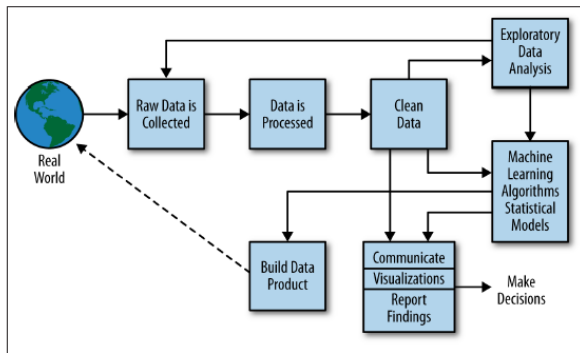 Exploratory
Data
Analysis
Raw Data is
Collected
Data is
Processed
Clean
Data
Real
World
Machine
Learning
Algorithms
Statistical
Models
Build Data
Product
Communicate
Visualizations
Report
Findings
Make
Decisions